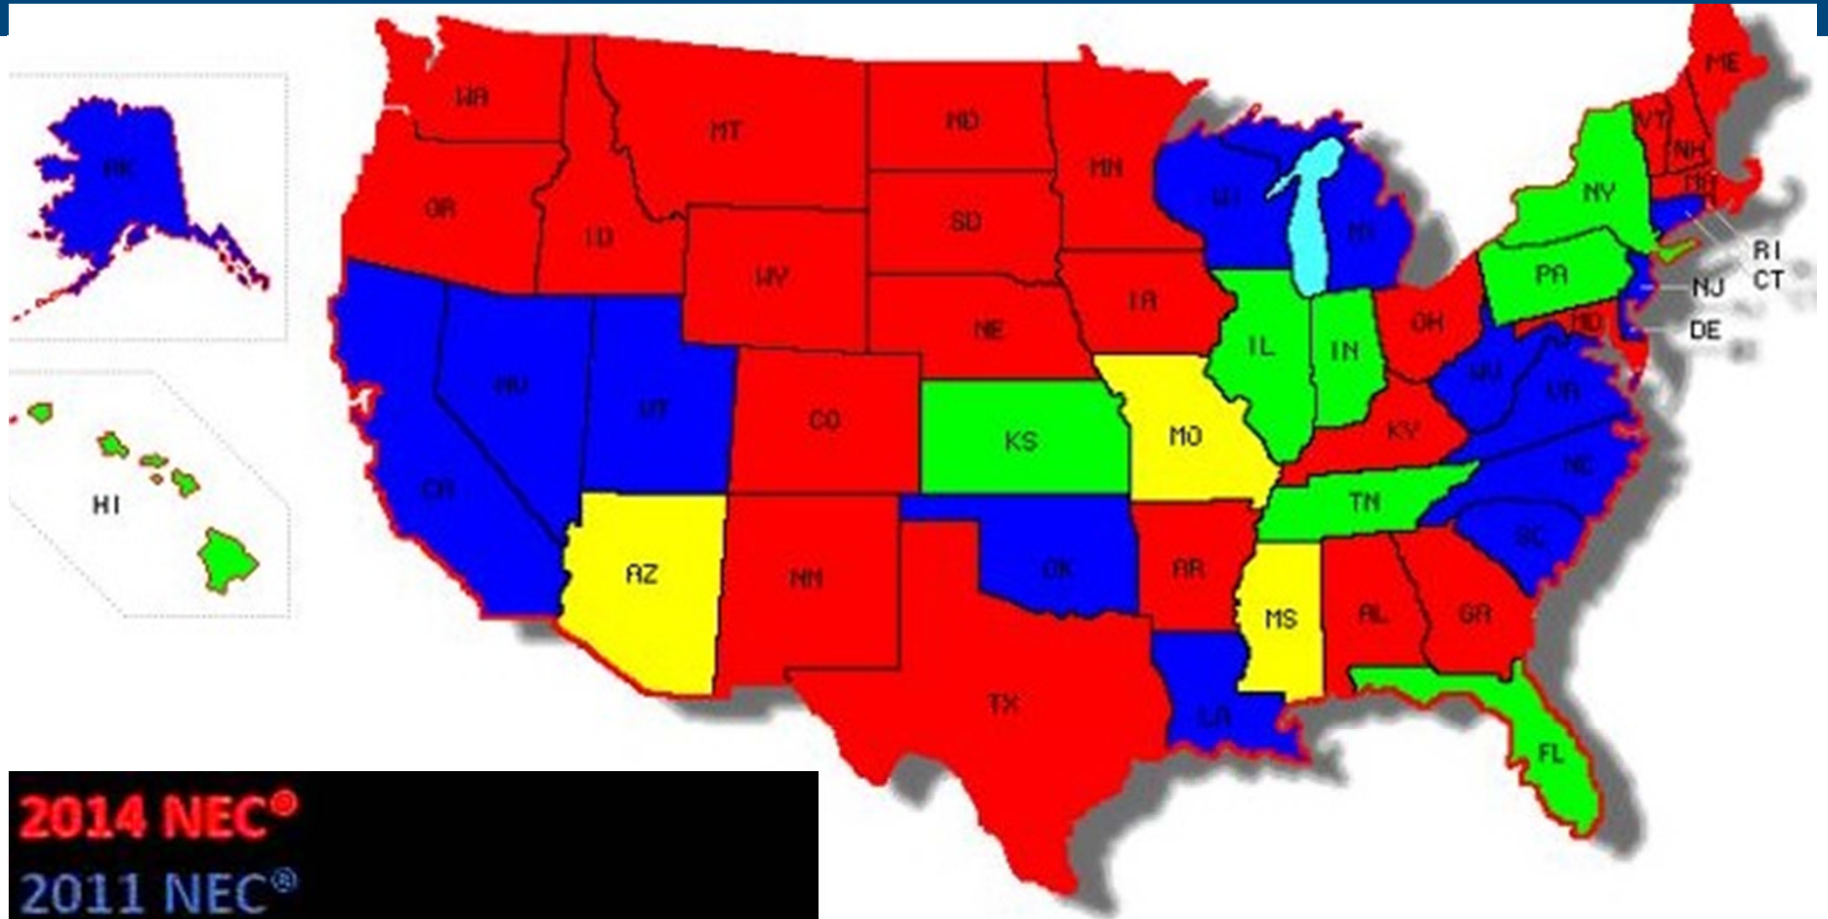 WA
MT
ND
MN
ME
VT
NH
AK
OR
ID
SD
WI
MI
NY
MA
WY
RI
CT
IA
NE
PA
NJ
OH
MD
DE
IL
IN
NV
UT
CO
KS
MO
WV
VA
KY
CA
NC
HI
TN
AZ
NM
OK
AR
SC
MS
AL
GA
TX
LA
FL
2014 NEC®
2011 NEC®